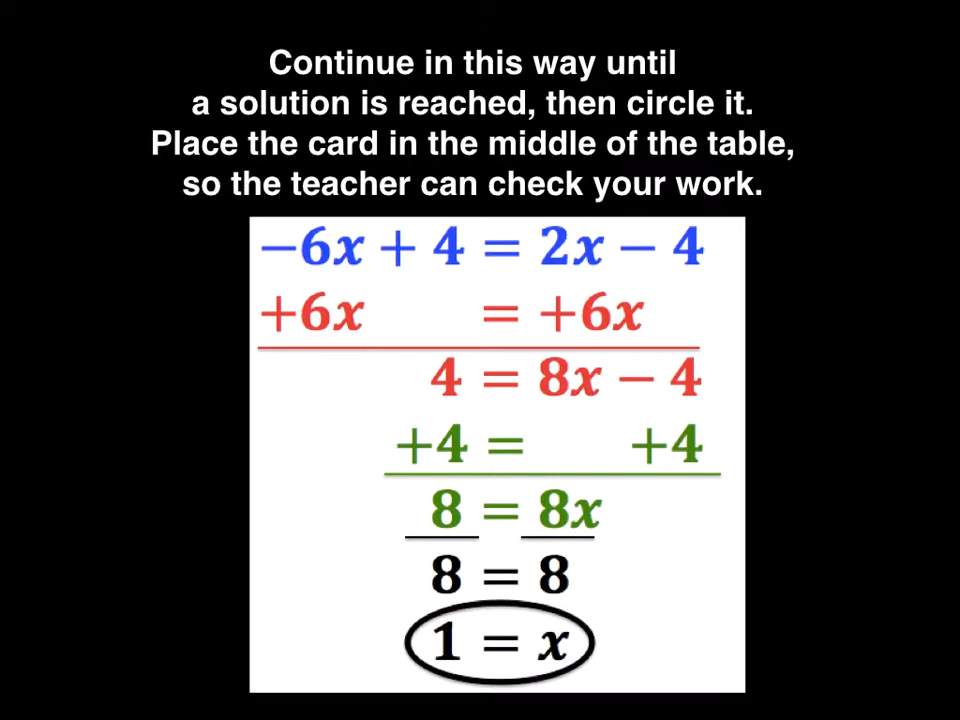 Continue in this way until
a solution is reached, then circle it.
Place the card in the middle of the table,
so the teacher can check your work.
−6x + 4 = 2x − 4
+6x = +6x
4 = 8x − 4
+4 = +4
8 = 8x
8 = 8
1 = x